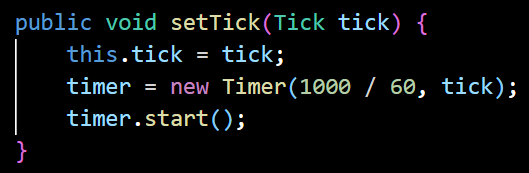 public void setTick(Tick tick) {
    this.tick = tick;
    timer = new Timer(1000 / 60, tick);
    timer.start();
}